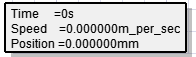 Time    =0s
Speed   =0.000000m_per_sec
Position =0.000000mm